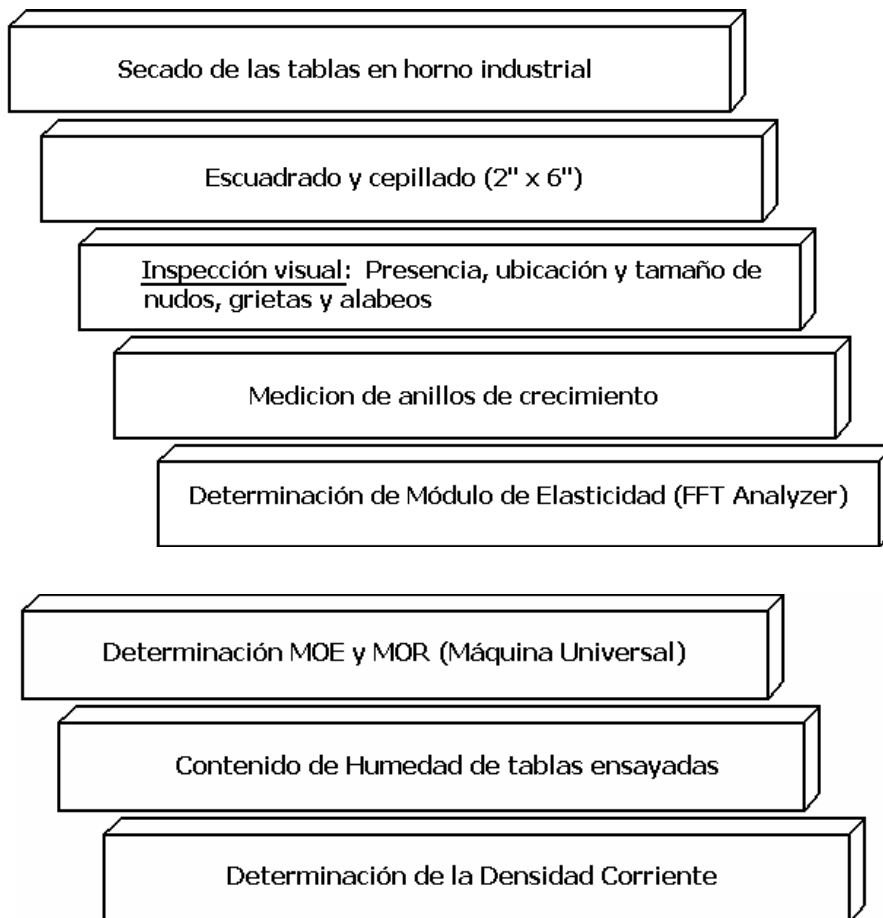 Secado de las tablas en horno industrial
Escuadrado y cepillado (2" x 6")
Inspección visual: Presencia, ubicación y tamaño de
nudos, grietas y alabeos
Medicion de anillos de crecimiento
Determinación de Módulo de Elasticidad (FFT Analyzer)
Determinación MOE y MOR (Máquina Universal)
Contenido de Humedad de tablas ensayadas
Determinación de la Densidad Corriente